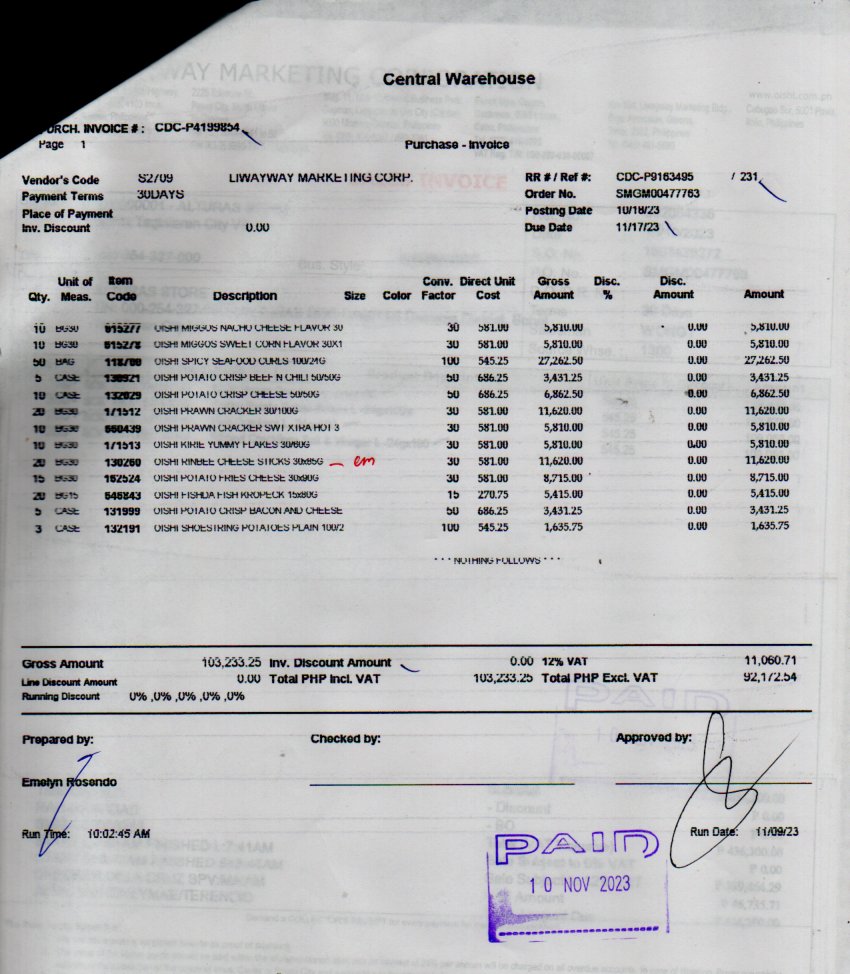 Central Warehouse
PURCH. INVOICE # : CDC-P4199854
Page 1 Purchase - Invoice
Vendor's Code S2709 LIWAYWAY MARKETING CORP. RR # / Ref #: CDC-P9163495 / 231
Payment Terms 30DAYS Order No. SMGM00477763
Place of Payment Posting Date 10/18/23
Inv. Discount 0.00 Due Date 11/17/23
Qty. Unit of Meas. Item Code Description Size Color Conv. Factor Direct Unit Cost Gross Amount Disc. % Disc. Amount Amount
10 BG30 615277 OISHI MIGGOS NACHO CHEESE FLAVOR 30 30 581.00 5,810.00 0.00 5,810.00
10 BG30 615278 OISHI MIGGOS SWEET CORN FLAVOR 30X1 30 581.00 5,810.00 0.00 5,810.00
50 BAG 118700 OISHI SPICY SEAFOOD CURLS 100/24G 100 545.25 27,262.50 0.00 27,262.50
5 CASE 130921 OISHI POTATO CRISP BEEF N CHILI 50/50G 50 686.25 3,431.25 0.00 3,431.25
10 CASE 132029 OISHI POTATO CRISP CHEESE 50/50G 50 686.25 6,862.50 0.00 6,862.50
20 BG30 171512 OISHI PRAWN CRACKER 30/100G 30 581.00 11,620.00 0.00 11,620.00
10 BG30 660439 OISHI PRAWN CRACKER SWT XTRA HOT 3 30 581.00 5,810.00 0.00 5,810.00
10 BG30 171513 OISHI KIRIE YUMMY FLAKES 30/60G 30 581.00 5,810.00 0.00 5,810.00
20 BG30 130260 OISHI RINBEE CHEESE STICKS 30x85G – em 30 581.00 11,620.00 0.00 11,620.00
15 BG30 162524 OISHI POTATO FRIES CHEESE 30x90G 30 581.00 8,715.00 0.00 8,715.00
20 BG15 646843 OISHI FISHDA FISH KROPECK 15x80G 15 270.75 5,415.00 0.00 5,415.00
5 CASE 131999 OISHI POTATO CRISP BACON AND CHEESE 50 686.25 3,431.25 0.00 3,431.25
3 CASE 132191 OISHI SHOESTRING POTATOES PLAIN 100/2 100 545.25 1,635.75 0.00 1,635.75
* * * NOTHING FOLLOWS * * *
Gross Amount 103,233.25 Inv. Discount Amount 0.00 12% VAT 11,060.71
Line Discount Amount 0.00 Total PHP Incl. VAT 103,233.25 Total PHP Excl. VAT 92,172.54
Running Discount 0% ,0% ,0% ,0% ,0%
Prepared by: Checked by: Approved by:
Emelyn Rosendo
Run Time: 10:02:45 AM Run Date: 11/09/23
PAID
10 NOV 2023